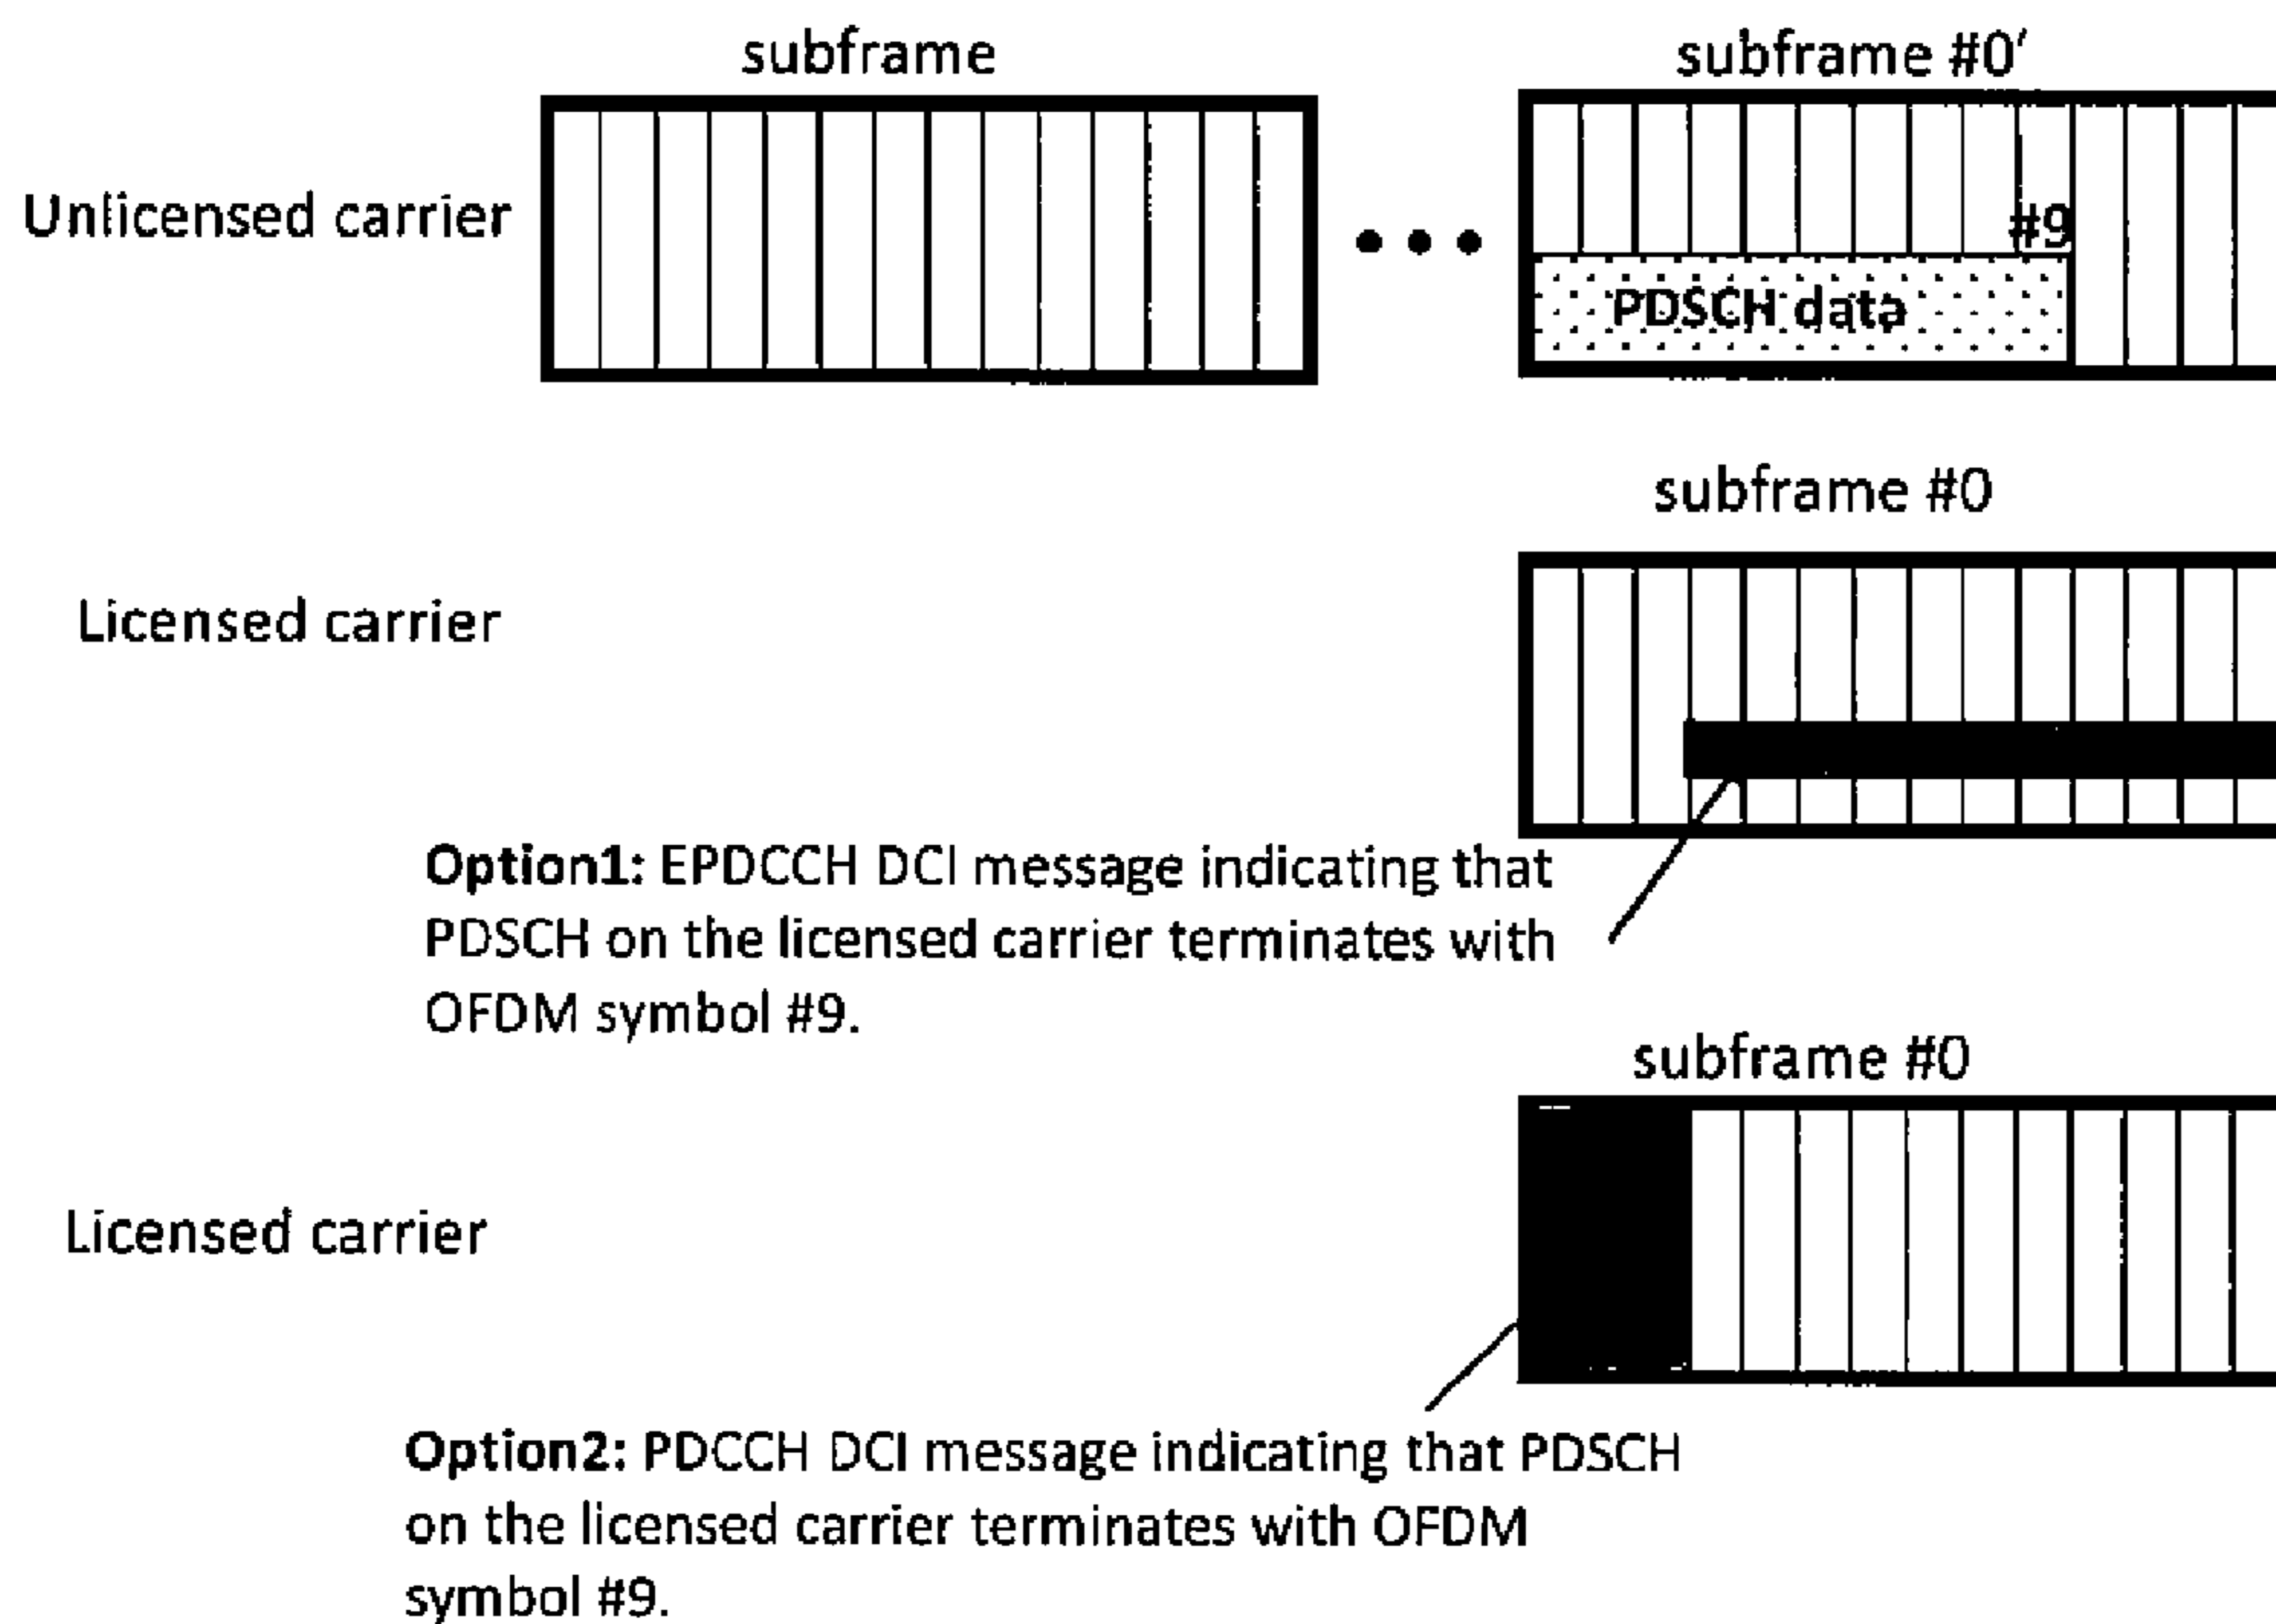 subframe
subframe #0'
Unlicensed carrier
#9
PDSCH data
subframe #0
Licensed carrier
Option1: EPDCCH DCI message indicating that
PDSCH on the licensed carrier terminates with
OFDM symbol #9.
subframe #0
Licensed carrier
Option2: PDCCH DCI message indicating that PDSCH
on the licensed carrier terminates with OFDM
symbol #9.